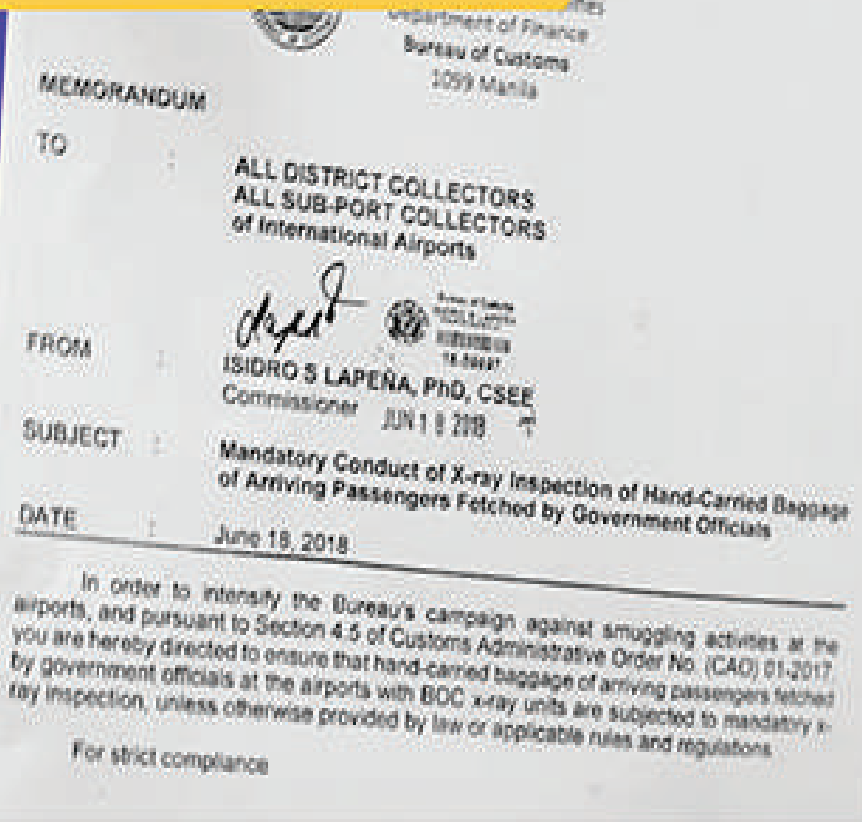 Department of Finance
Bureau of Customs
1099 Manila
MEMORANDUM
TO :
ALL DISTRICT COLLECTORS
ALL SUB-PORT COLLECTORS
of International Airports
FROM :
ISIDRO S LAPEÑA, PhD, CSEE
Commissioner JUN 18 2018
SUBJECT :
Mandatory Conduct of X-ray Inspection of Hand-Carried Baggage
of Arriving Passengers Fetched by Government Officials
DATE :
June 18, 2018
In order to intensify the Bureau's campaign against smuggling activities at the
airports, and pursuant to Section 4.5 of Customs Administrative Order No. (CAO) 01-2017
you are hereby directed to ensure that hand-carried baggage of arriving passengers fetched
by government officials at the airports with BOC x-ray units are subjected to mandatory x-
ray inspection, unless otherwise provided by law or applicable rules and regulations.
For strict compliance